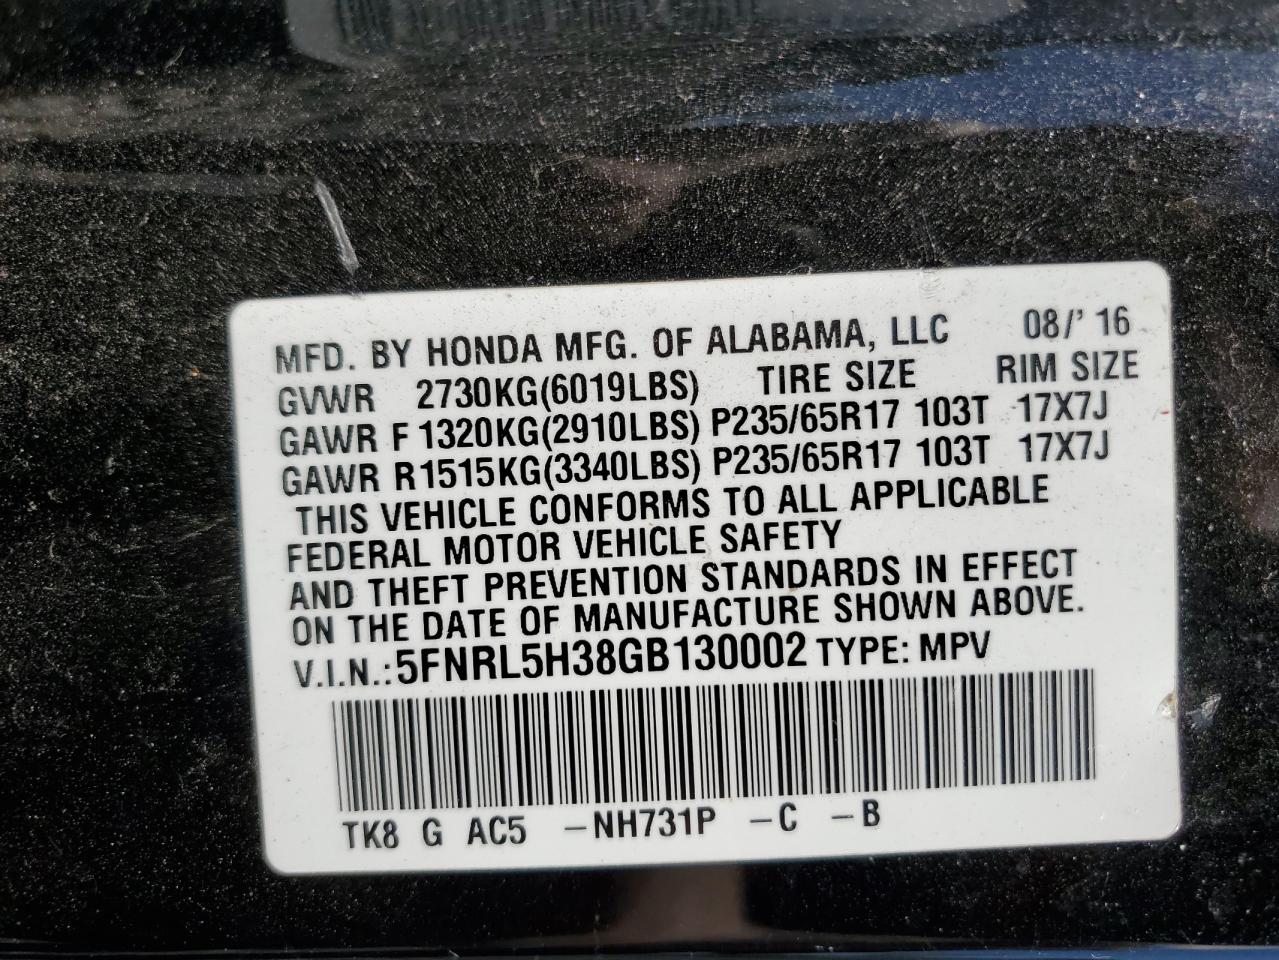 MFD. BY HONDA MFG. OF ALABAMA, LLC 08/'16
GVWR 2730KG(6019LBS) TIRE SIZE RIM SIZE
GAWR F 1320KG(2910LBS) P235/65R17 103T 17X7J
GAWR R1515KG(3340LBS) P235/65R17 103T 17X7J
THIS VEHICLE CONFORMS TO ALL APPLICABLE
FEDERAL MOTOR VEHICLE SAFETY
AND THEFT PREVENTION STANDARDS IN EFFECT
ON THE DATE OF MANUFACTURE SHOWN ABOVE.
V.I.N.:5FNRL5H38GB130002 TYPE: MPV
TK8 G AC5 –NH731P –C –B